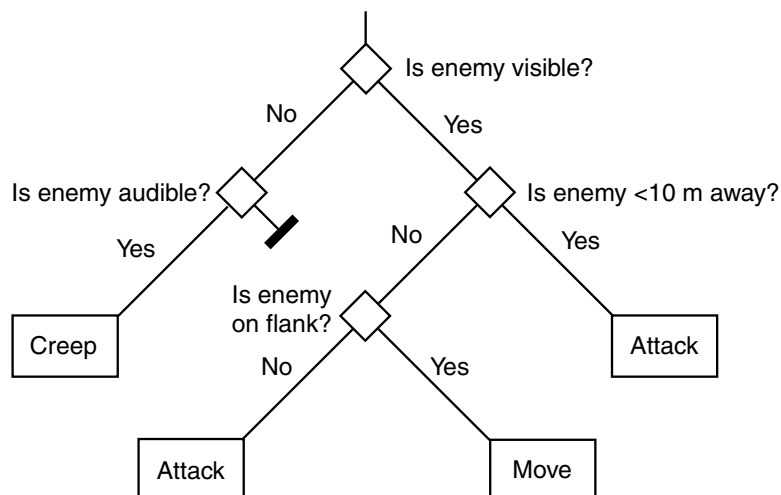 Is enemy visible?
No
Yes
Is enemy audible?
Is enemy <10 m away?
Yes
No
Yes
Is enemy
on flank?
Creep
Attack
No
Yes
Attack
Move